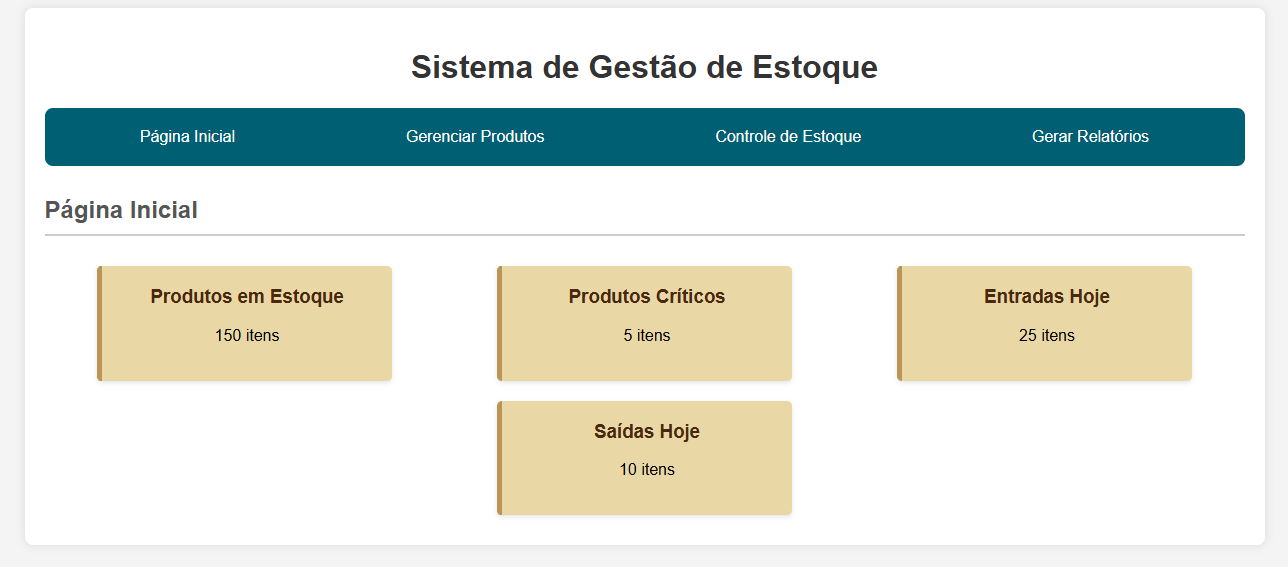 Sistema de Gestão de Estoque
Página Inicial
Gerenciar Produtos
Controle de Estoque
Gerar Relatórios
Página Inicial
Produtos em Estoque
150 itens
Produtos Críticos
5 itens
Entradas Hoje
25 itens
Saídas Hoje
10 itens